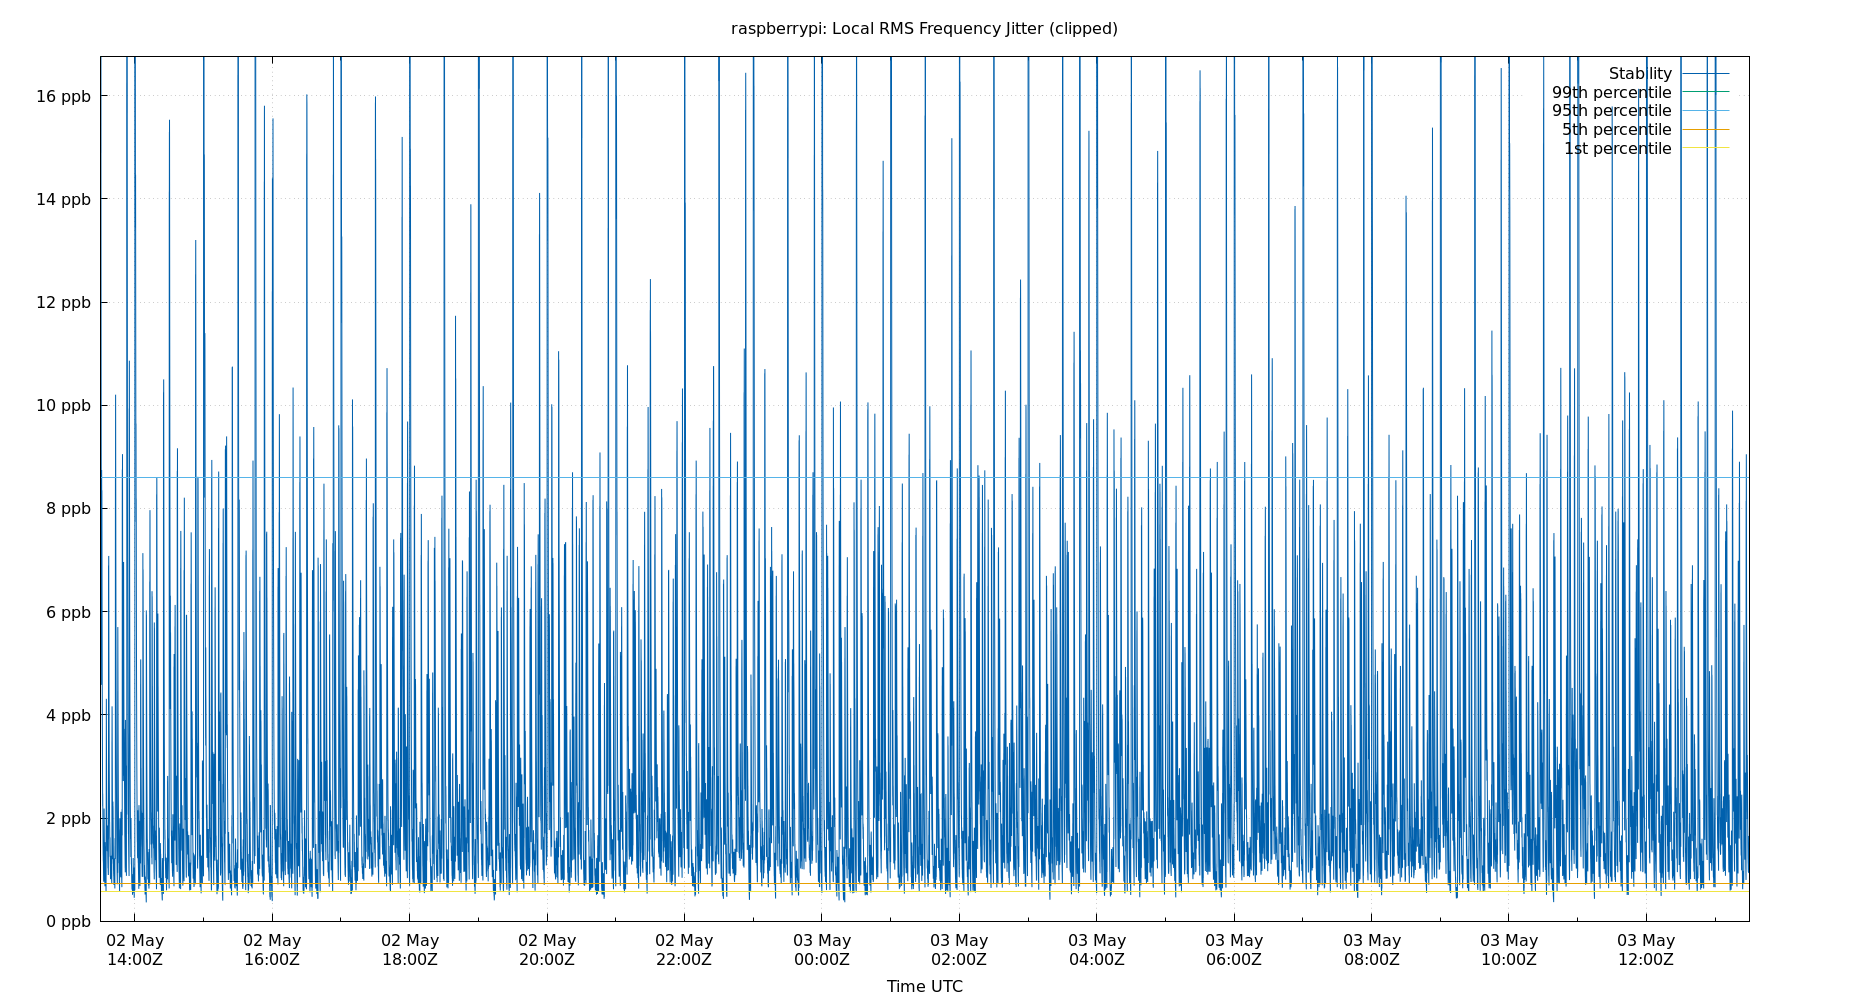 raspberrypi: Local RMS Frequency Jitter (clipped)
Stability
99th percentile
95th percentile
5th percentile
1st percentile
16 ppb
14 ppb
12 ppb
10 ppb
8 ppb
6 ppb
4 ppb
2 ppb
0 ppb
02 May 02 May 02 May 02 May 02 May 03 May 03 May 03 May 03 May 03 May 03 May 03 May
14:00Z 16:00Z 18:00Z 20:00Z 22:00Z 00:00Z 02:00Z 04:00Z 06:00Z 08:00Z 10:00Z 12:00Z
Time UTC